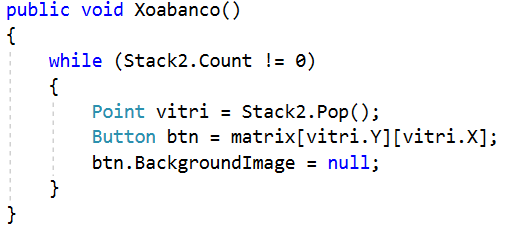 public void Xoabanco()
{
    while (Stack2.Count != 0)
    {
        Point vitri = Stack2.Pop();
        Button btn = matrix[vitri.Y][vitri.X];
        btn.BackgroundImage = null;
    }
}